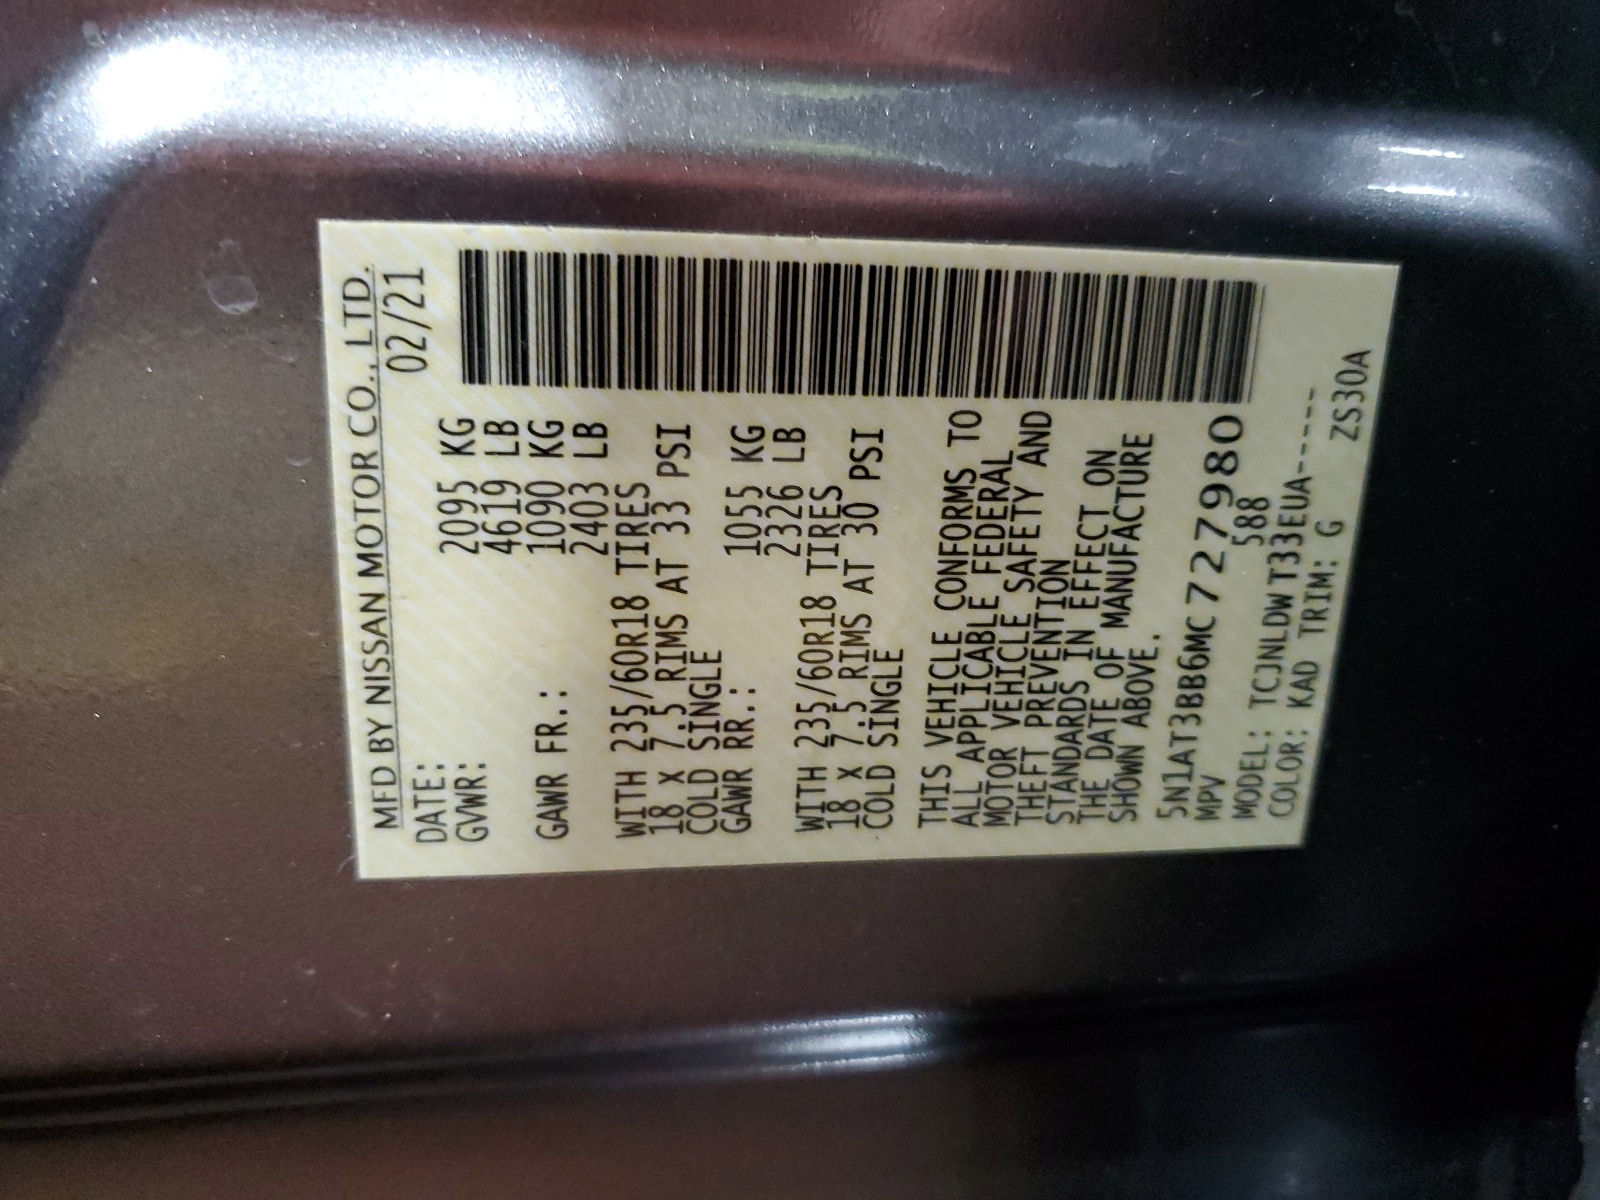 MFD BY NISSAN MOTOR CO., LTD.
DATE: 02/21
GVWR: 2095 KG
4619 LB
GAWR FR.: 1090 KG
2403 LB
WITH 235/60R18 TIRES
18 X 7.5 RIMS AT 33 PSI
COLD SINGLE
GAWR RR.: 1055 KG
2326 LB
WITH 235/60R18 TIRES
18 X 7.5 RIMS AT 30 PSI
COLD SINGLE
THIS VEHICLE CONFORMS TO
ALL APPLICABLE FEDERAL
MOTOR VEHICLE SAFETY AND
THEFT PREVENTION
STANDARDS IN EFFECT ON
THE DATE OF MANUFACTURE
SHOWN ABOVE.
5N1AT3BB6MC727980
MPV 588
MODEL: TCJNLDWT33EUA-----
COLOR: KAD TRIM: G ZS30A